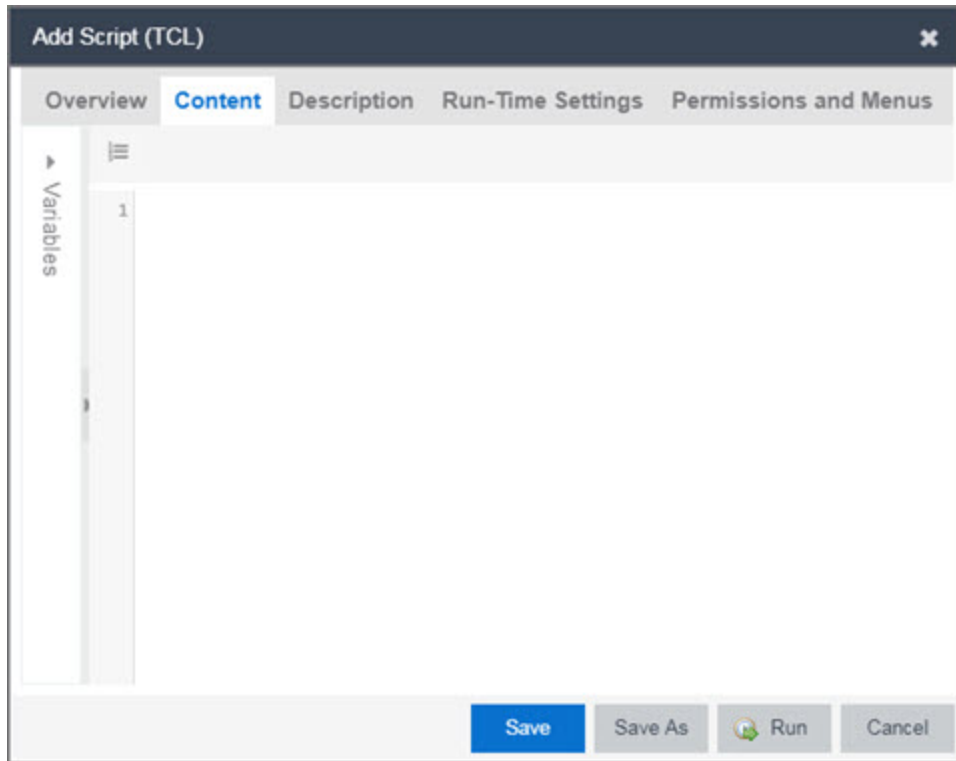 Add Script (TCL)
Overview Content Description Run-Time Settings Permissions and Menus
Variables
1
Save Save As Run Cancel